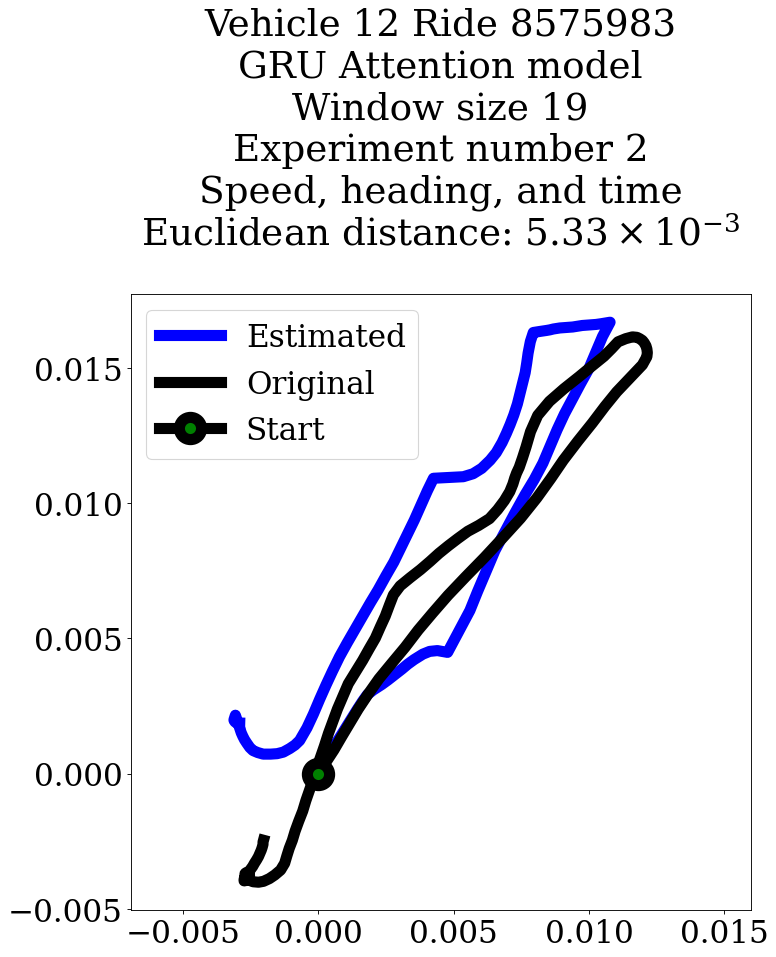 Vehicle 12 Ride 8575983
GRU Attention model
Window size 19
Experiment number 2
Speed, heading, and time
Euclidean distance: 5.33 × 10⁻³
Estimated
Original
Start
0.015
0.010
0.005
0.000
−0.005
−0.005 0.000 0.005 0.010 0.015